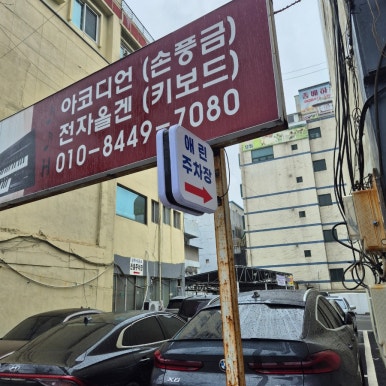 아코디언 (손풍금)
전자올겐 (키보드)
010-8449-7080
애린
주차장
X6